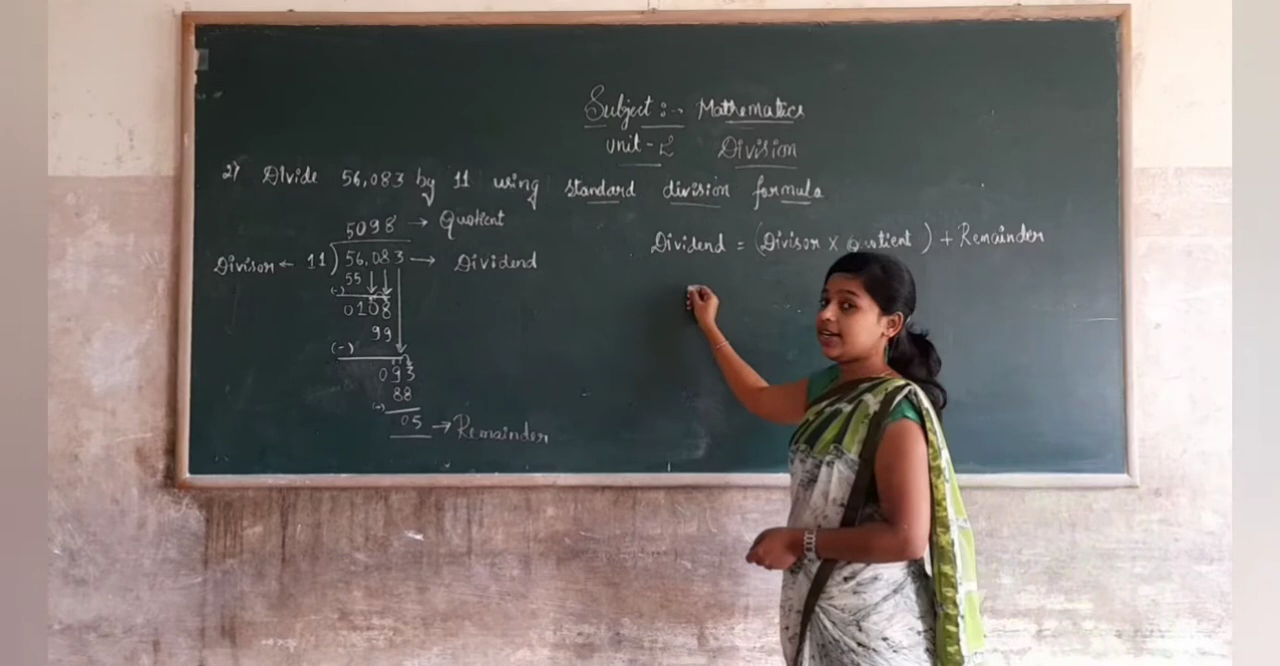 Subject :- Mathematics
Unit - 2 Division
2) Divide 56,083 by 11 using standard division formula
5098 → Quotient
Dividend = (Divisor X Quotient) + Remainder
Divisor ← 11) 56,083 → Dividend
55
(-)
0108
99
(-)
093
88
(-)
05 → Remainder